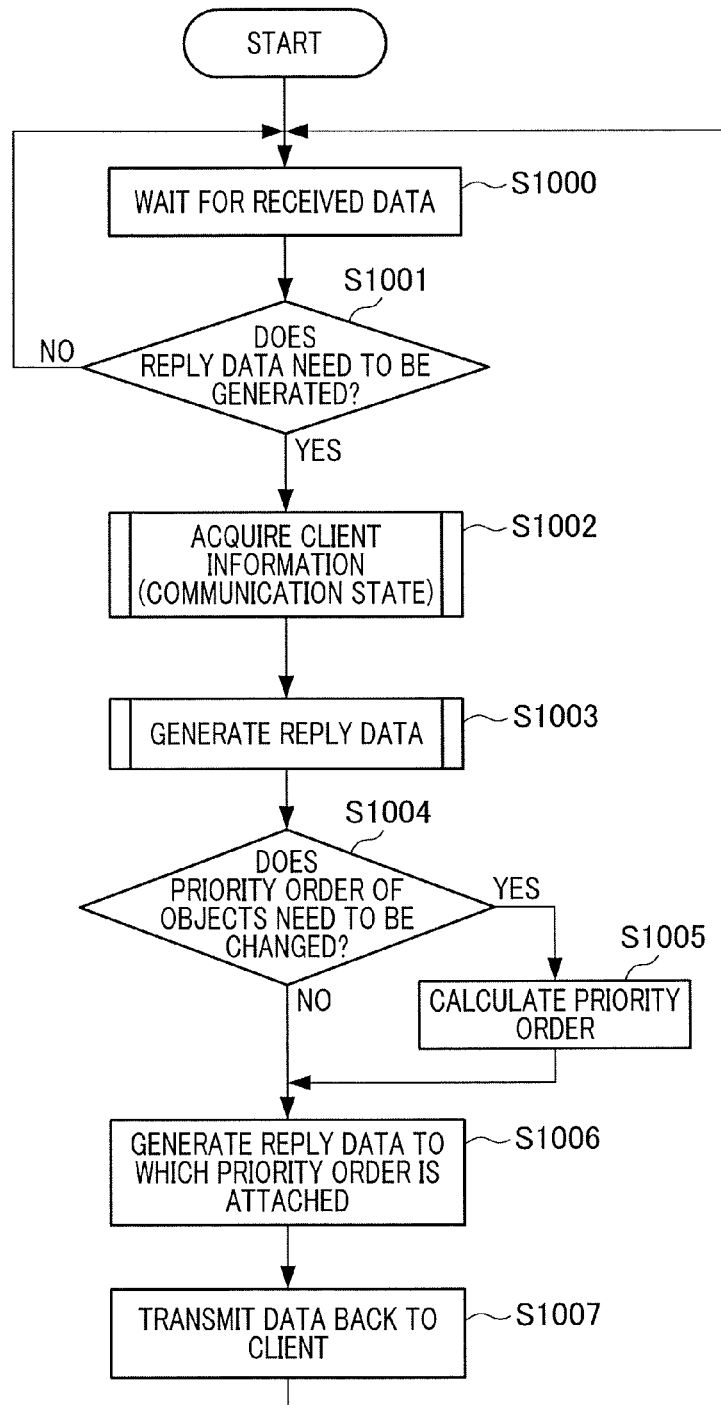 START
WAIT FOR RECEIVED DATA
S1000
S1001
DOES
REPLY DATA NEED TO BE
GENERATED?
NO
YES
ACQUIRE CLIENT
INFORMATION
(COMMUNICATION STATE)
S1002
GENERATE REPLY DATA
S1003
S1004
DOES
PRIORITY ORDER OF
OBJECTS NEED TO BE
CHANGED?
YES
NO
S1005
CALCULATE PRIORITY
ORDER
GENERATE REPLY DATA TO
WHICH PRIORITY ORDER IS
ATTACHED
S1006
TRANSMIT DATA BACK TO
CLIENT
S1007